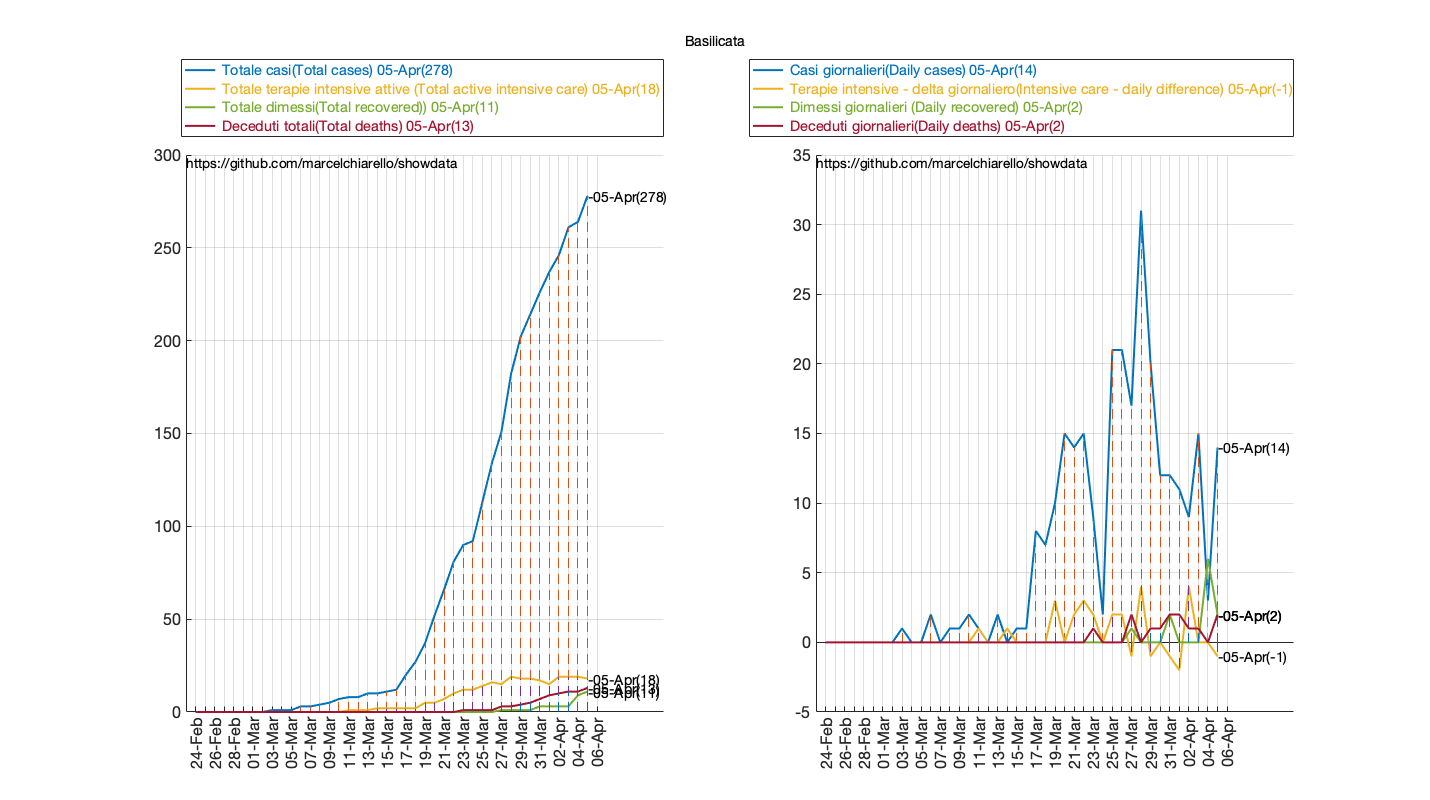 Basilicata
Totale casi(Total cases) 05-Apr(278)
Totale terapie intensive attive (Total active intensive care) 05-Apr(18)
Totale dimessi(Total recovered)) 05-Apr(11)
Deceduti totali(Total deaths) 05-Apr(13)
300
https://github.com/marcelchiarello/showdata
-05-Apr(278)
250
200
150
100
50
-05-Apr(18)
-05-Apr(13)
-05-Apr(11)
0
24-Feb
26-Feb
28-Feb
01-Mar
03-Mar
05-Mar
07-Mar
09-Mar
11-Mar
13-Mar
15-Mar
17-Mar
19-Mar
21-Mar
23-Mar
25-Mar
27-Mar
29-Mar
31-Mar
02-Apr
04-Apr
06-Apr
Casi giornalieri(Daily cases) 05-Apr(14)
Terapie intensive - delta giornaliero(Intensive care - daily difference) 05-Apr(-1)
Dimessi giornalieri (Daily recovered) 05-Apr(2)
Deceduti giornalieri(Daily deaths) 05-Apr(2)
35
https://github.com/marcelchiarello/showdata
30
25
20
15
-05-Apr(14)
10
5
-05-Apr(2)
0
-05-Apr(-1)
-5
24-Feb
26-Feb
28-Feb
01-Mar
03-Mar
05-Mar
07-Mar
09-Mar
11-Mar
13-Mar
15-Mar
17-Mar
19-Mar
21-Mar
23-Mar
25-Mar
27-Mar
29-Mar
31-Mar
02-Apr
04-Apr
06-Apr